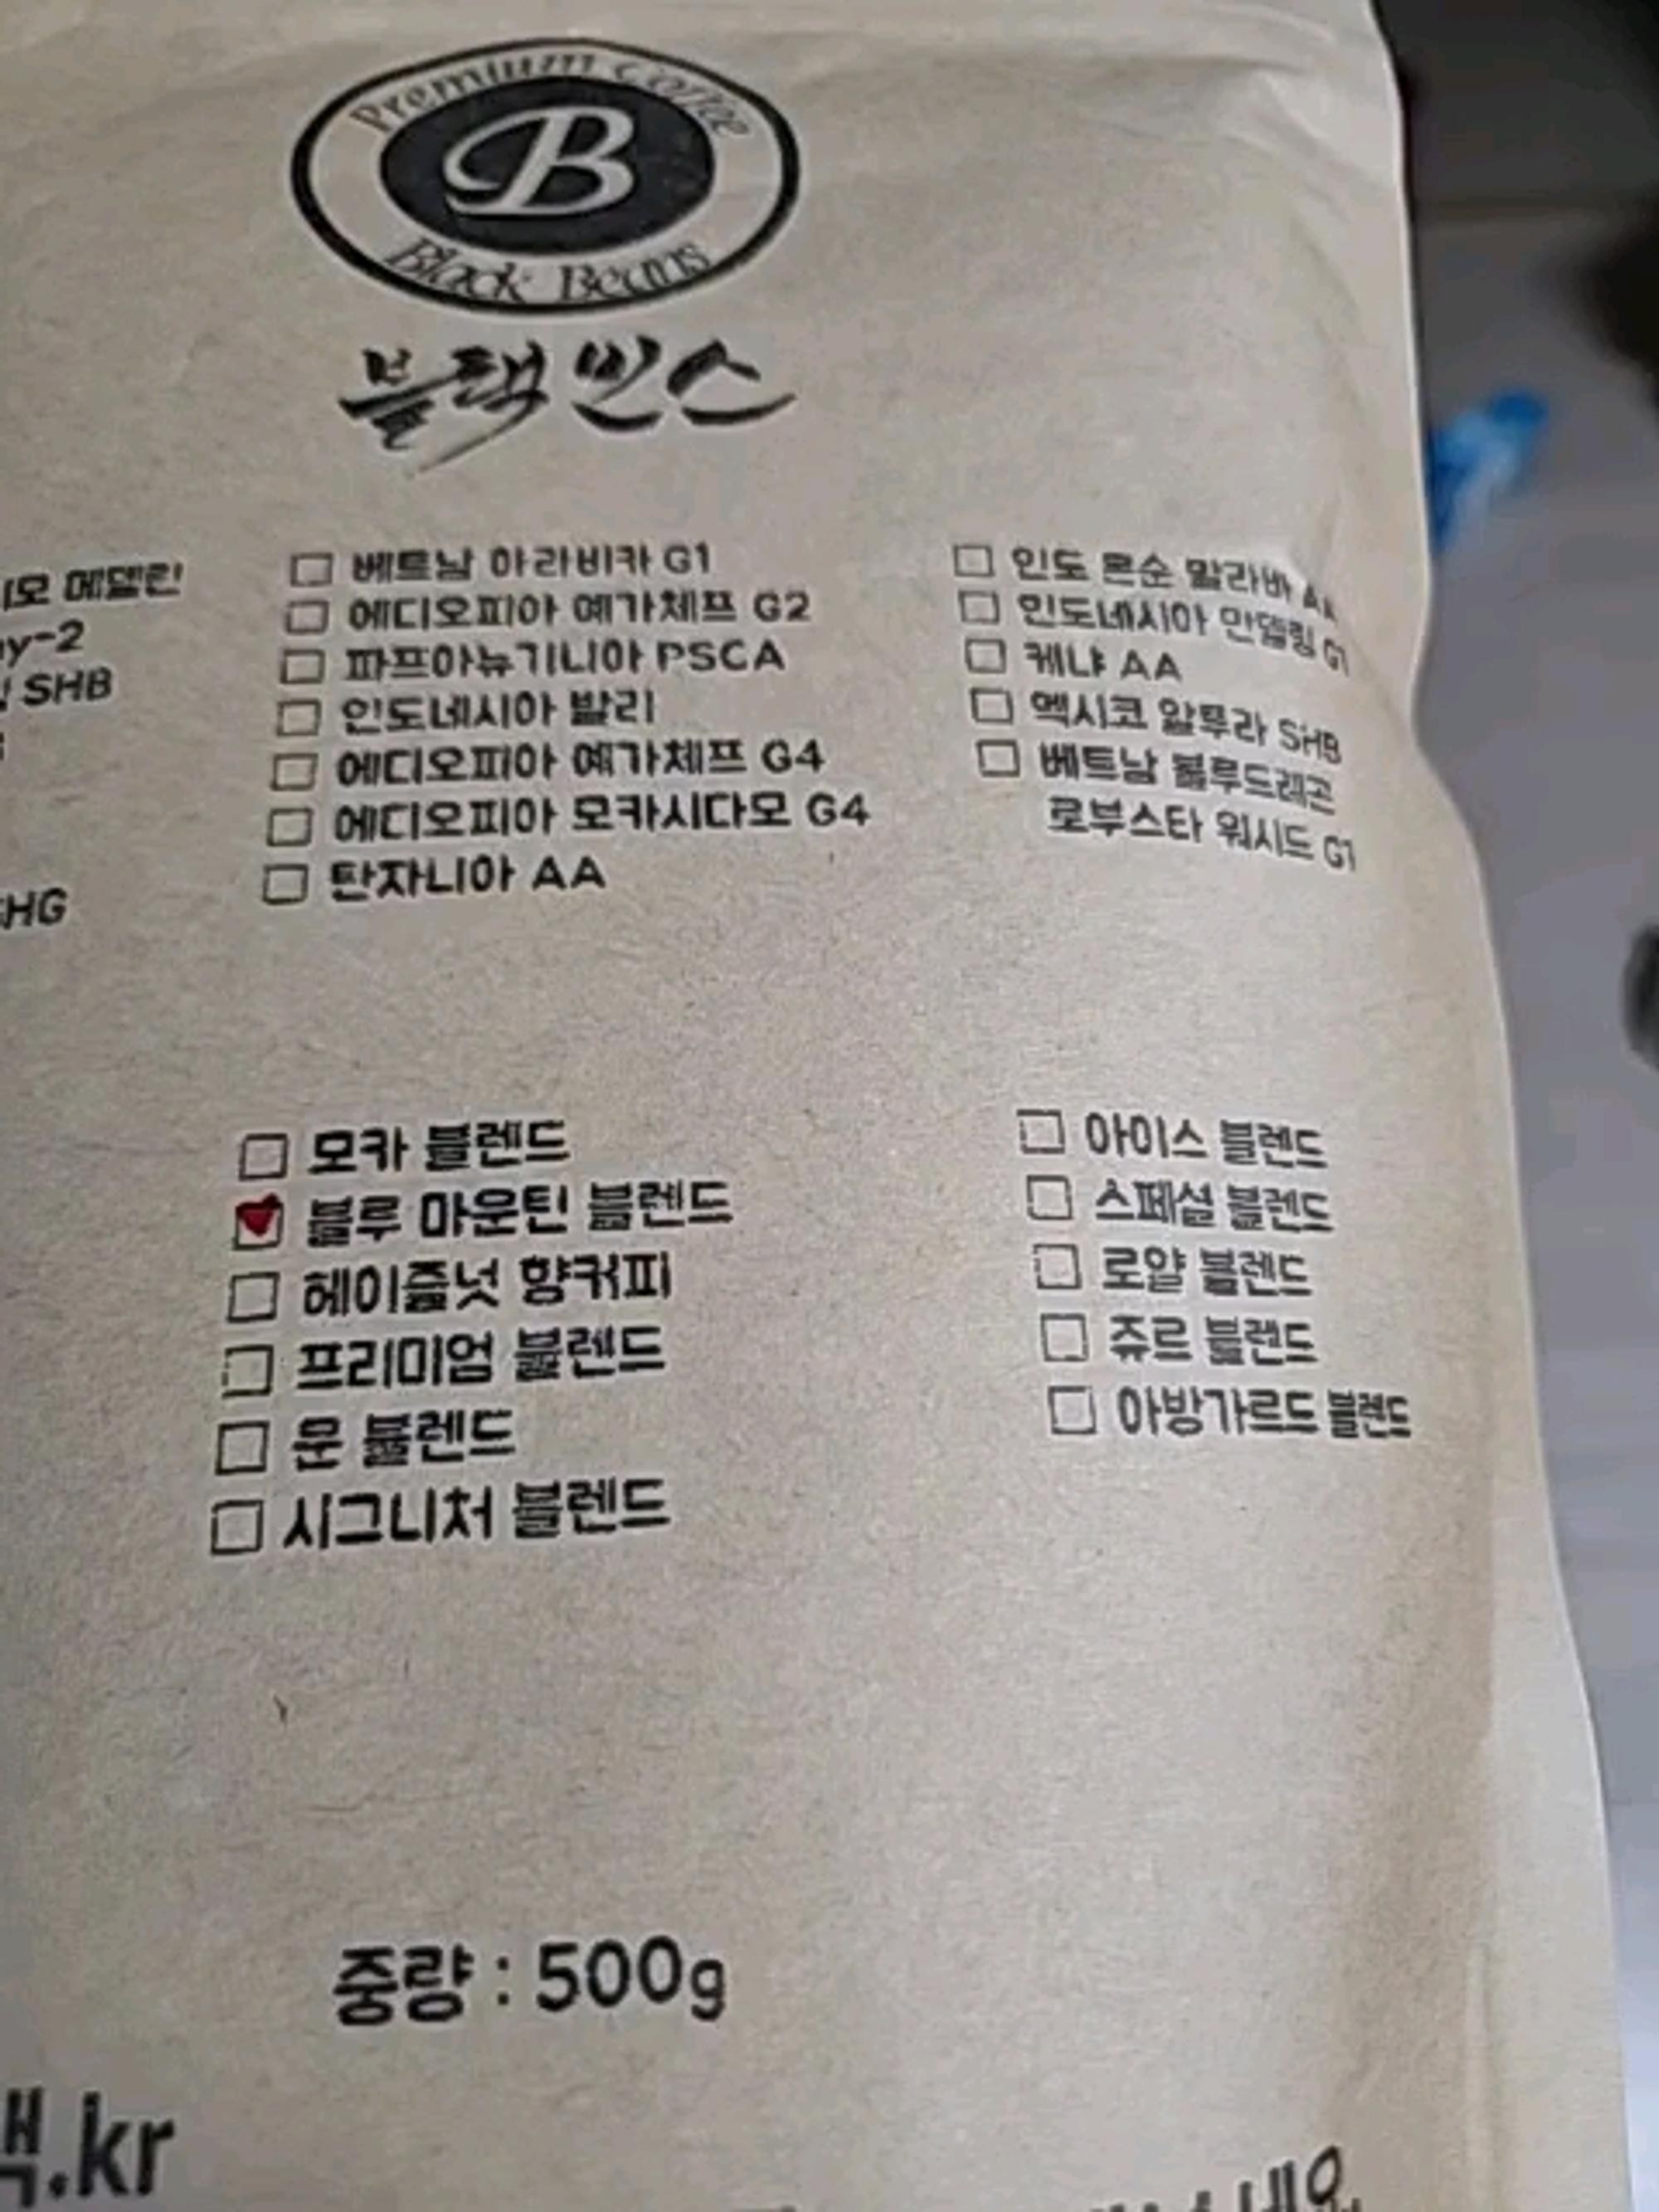 Premium Coffee
B
Black Beans
블랙빈스
메델린
y-2
SHB
SHG
□ 베트남 아라비카 G1
□ 에디오피아 예가체프 G2
□ 파프아뉴기니아 PSCA
□ 인도네시아 발리
□ 에디오피아 예가체프 G4
□ 에디오피아 모카시다모 G4
□ 탄자니아 AA
□ 인도 몬순 말라바 AA
□ 인도네시아 만델링 G1
□ 케냐 AA
□ 멕시코 알투라 SHB
□ 베트남 블루드래곤
로부스타 워시드 G1
□ 모카 블렌드
☑ 블루 마운틴 블렌드
□ 헤이즐넛 향커피
□ 프리미엄 블렌드
□ 문 블렌드
□ 시그니처 블렌드
□ 아이스 블렌드
□ 스페셜 블렌드
□ 로얄 블렌드
□ 쥬르 블렌드
□ 아방가르드 블렌드
중량 : 500g
.kr